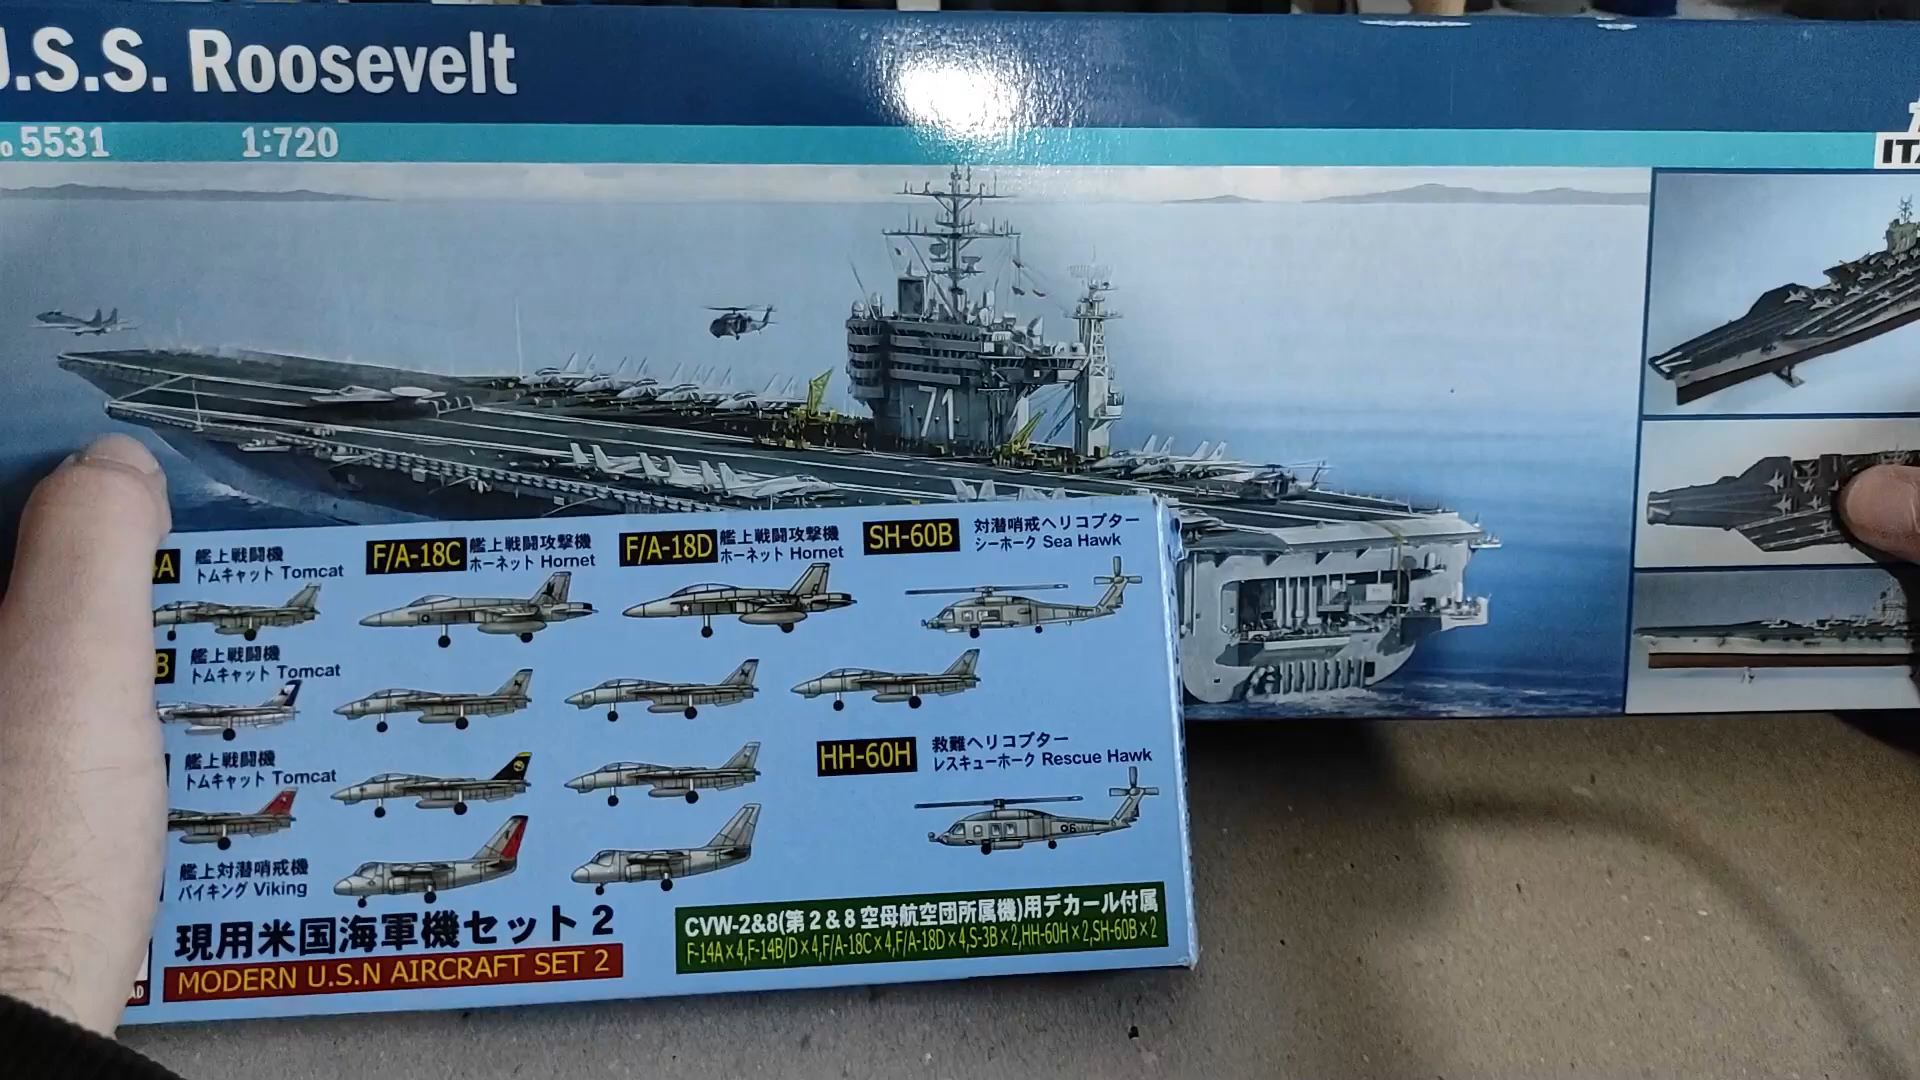 U.S.S. Roosevelt
No 5531 1:720
ITA
71
A 艦上戦闘機
トムキャット Tomcat
F/A-18C 艦上戦闘攻撃機
ホーネット Hornet
F/A-18D 艦上戦闘攻撃機
ホーネット Hornet
SH-60B 対潜哨戒ヘリコプター
シーホーク Sea Hawk
B 艦上戦闘機
トムキャット Tomcat
艦上戦闘機
トムキャット Tomcat
HH-60H 救難ヘリコプター
レスキューホーク Rescue Hawk
06
艦上対潜哨戒機
バイキング Viking
現用米国海軍機セット2
MODERN U.S.N AIRCRAFT SET 2
CVW-2&8(第2&8空母航空団所属機)用デカール付属
F-14A×4,F-14B/D×4,F/A-18C×4,F/A-18D×4,S-3B×2,HH-60H×2,SH-60B×2
AD